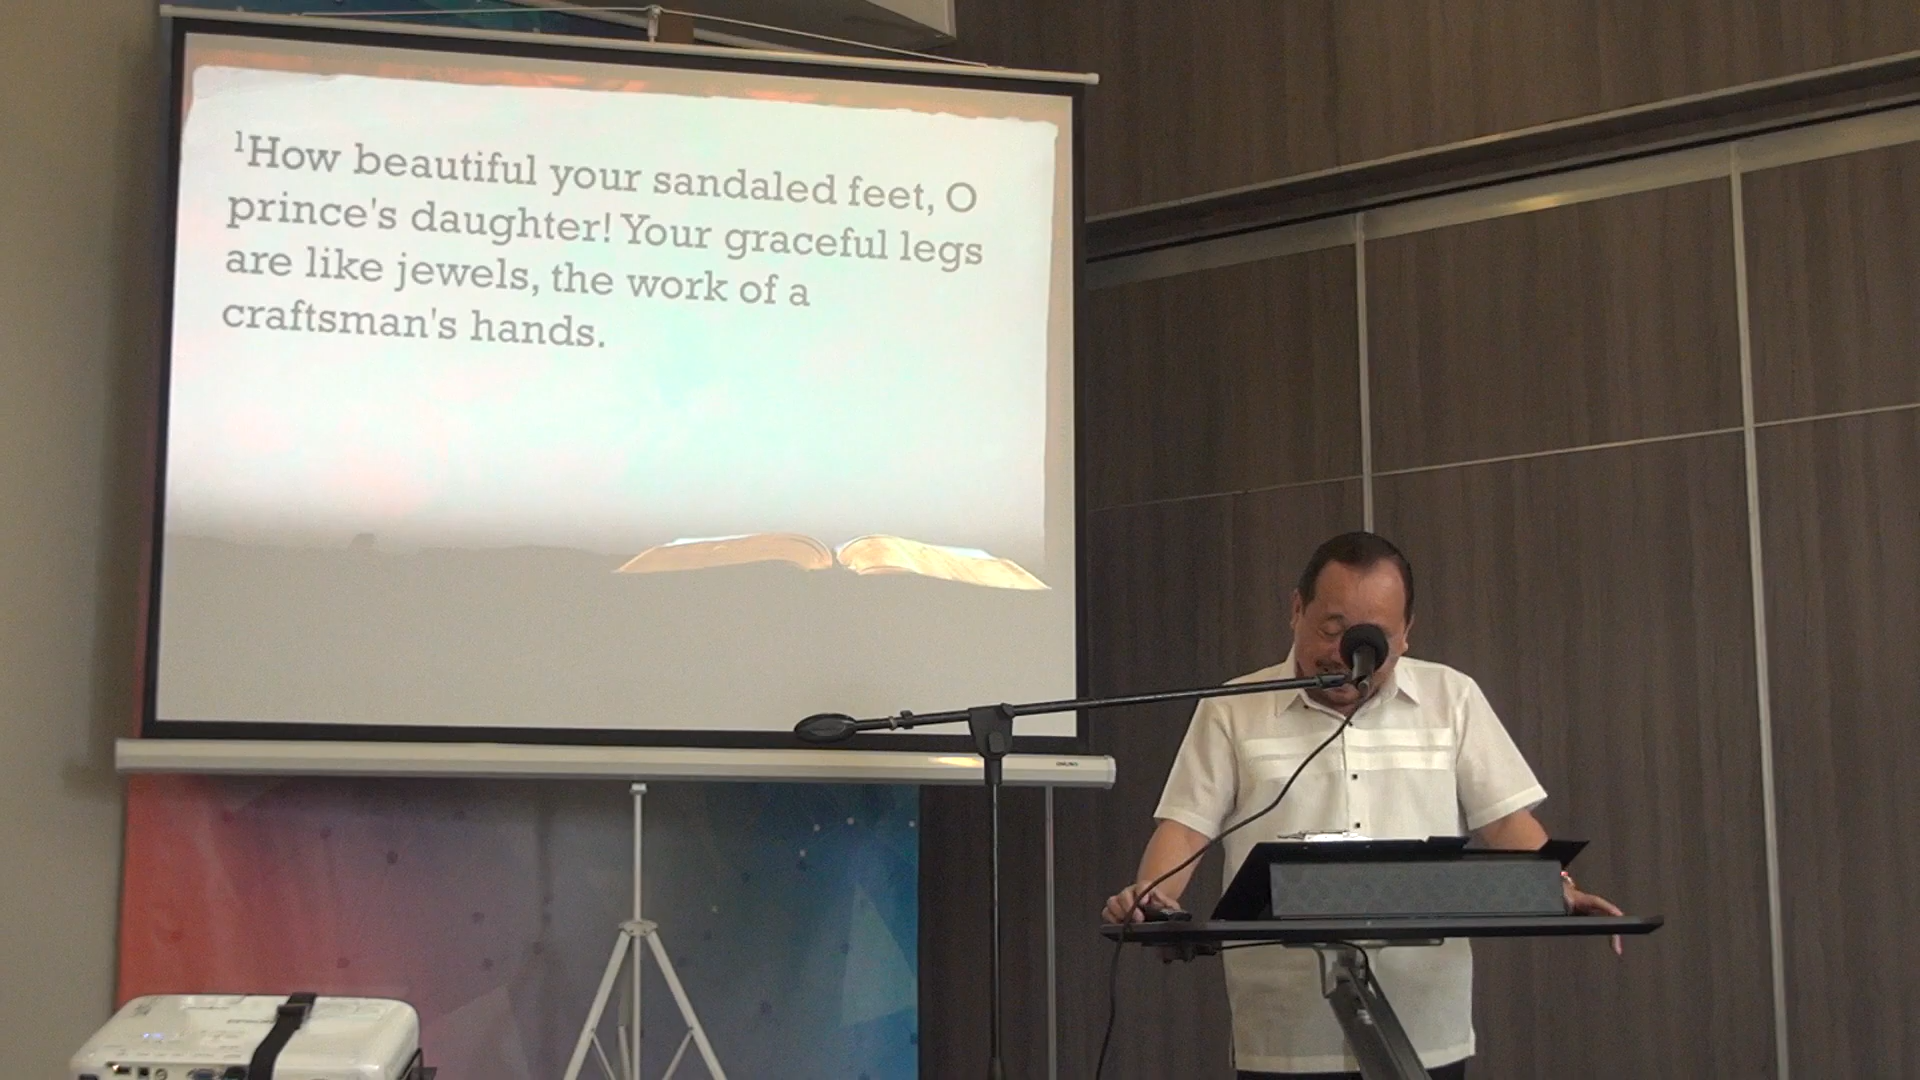 ¹How beautiful your sandaled feet, O
prince's daughter! Your graceful legs
are like jewels, the work of a
craftsman's hands.